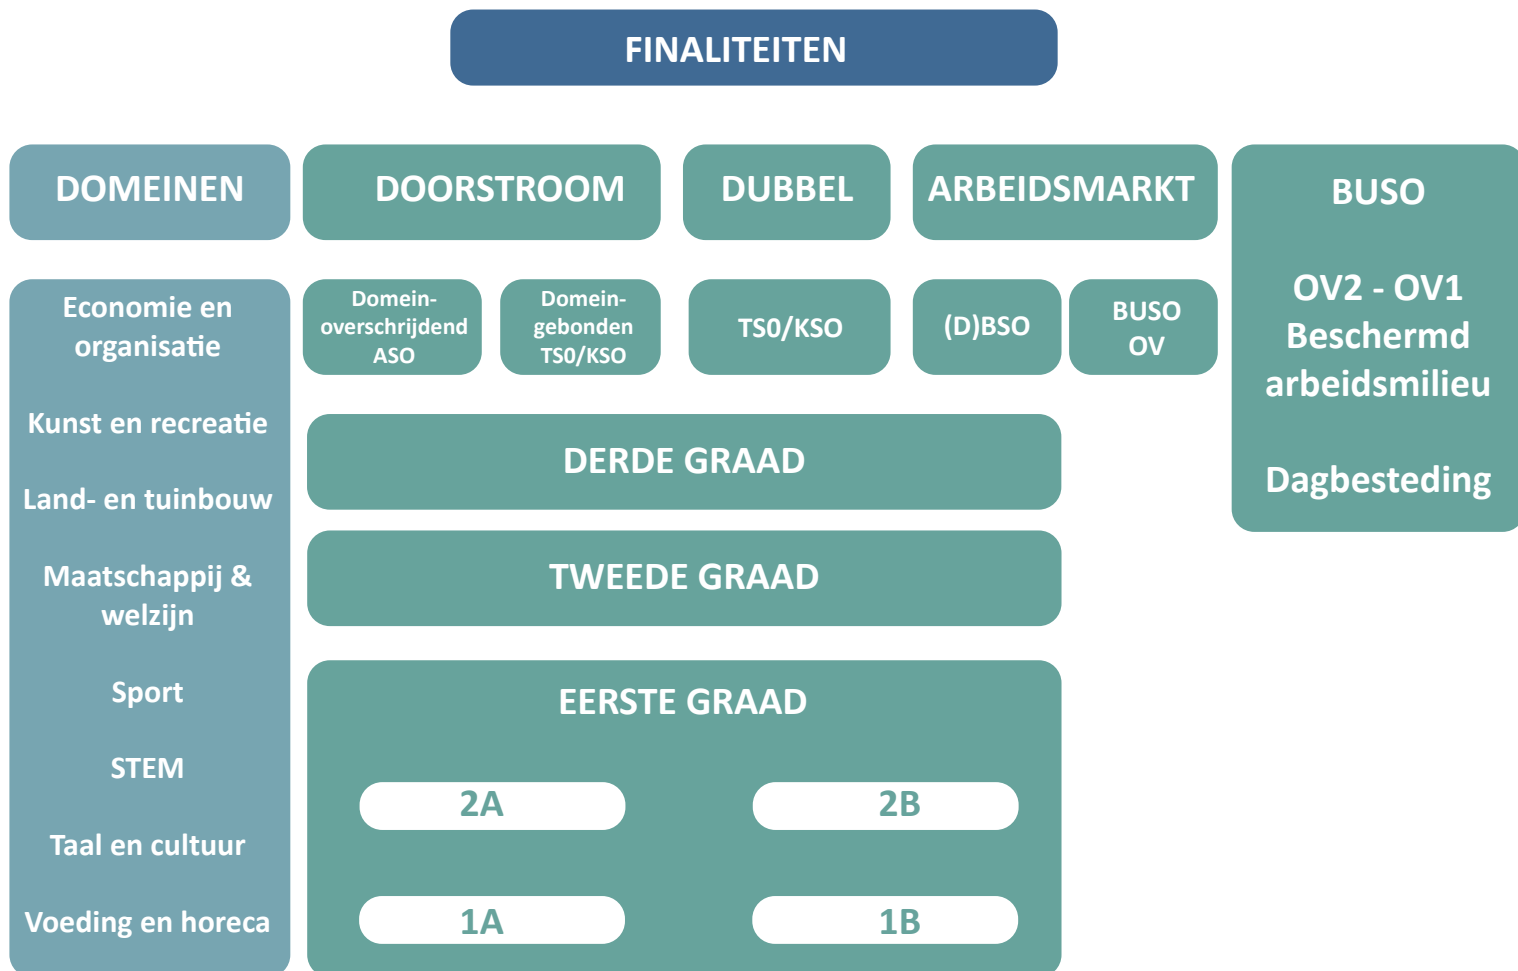 FINALITEITEN
DOMEINEN
DOORSTROOM
DUBBEL
ARBEIDSMARKT
BUSO
OV2 - OV1
Beschermd
arbeidsmilieu
Dagbesteding
Economie en
organisatie
Kunst en recreatie
Land- en tuinbouw
Maatschappij &
welzijn
Sport
STEM
Taal en cultuur
Voeding en horeca
Domein-
overschrijdend
ASO
Domein-
gebonden
TS0/KSO
TS0/KSO
(D)BSO
BUSO
OV
DERDE GRAAD
TWEEDE GRAAD
EERSTE GRAAD
2A
2B
1A
1B